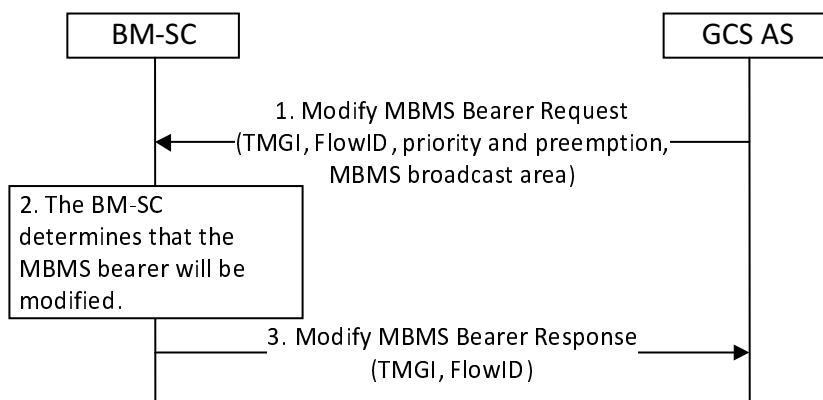 BM-SC
GCS AS
1. Modify MBMS Bearer Request
(TMGI, FlowID, priority and preemption,
MBMS broadcast area)
2. The BM-SC
determines that the
MBMS bearer will be
modified.
3. Modify MBMS Bearer Response
(TMGI, FlowID)